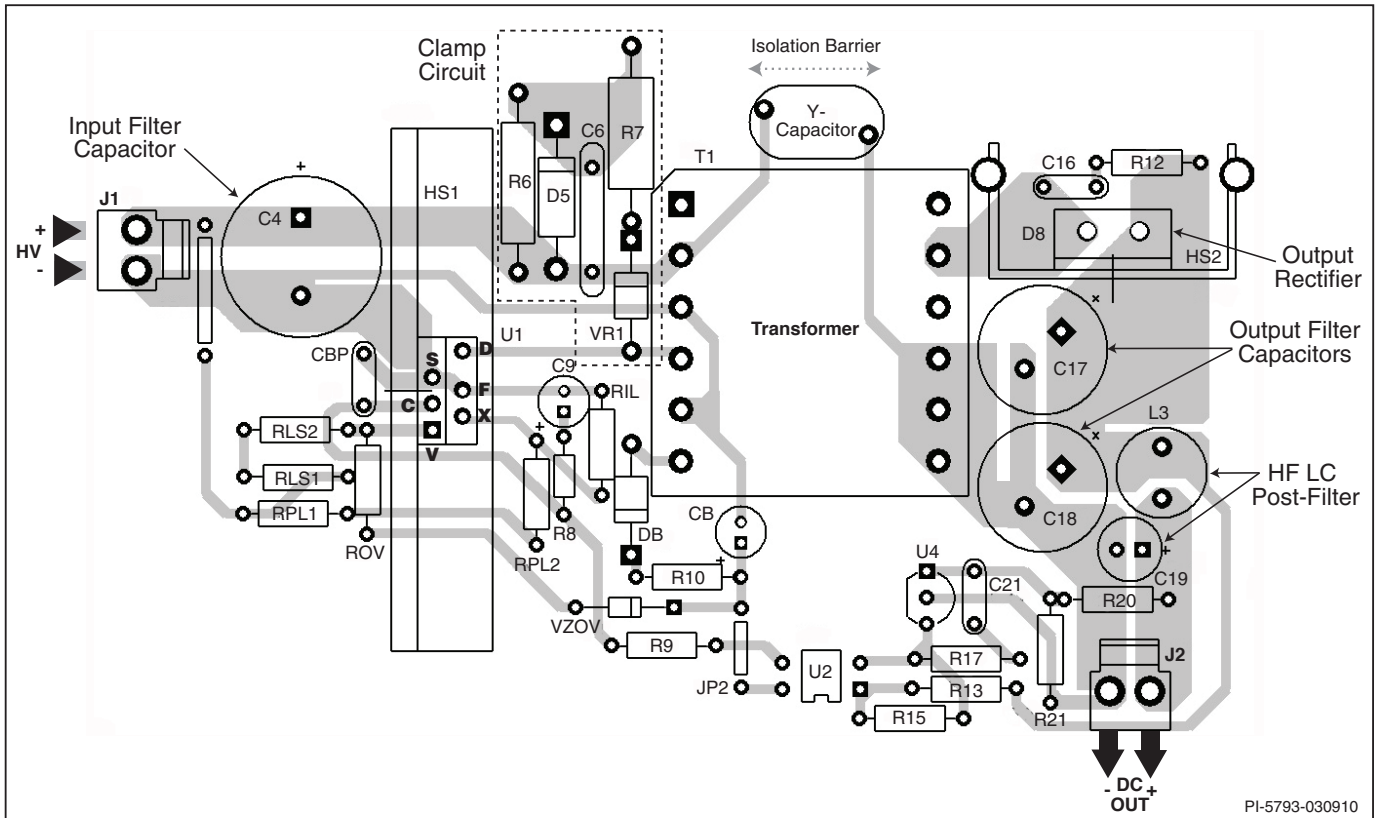 Clamp
Circuit
Isolation Barrier
Y-
Capacitor
Input Filter
Capacitor
+
HS1
R6
D5
C6
R7
T1
C16
R12
J1
C4
+
HV
-
D8
HS2
Output
Rectifier
Transformer
Output Filter
Capacitors
U1
VR1
CBP
S
D
F
C
X
V
C9
RIL
C17
L3
RLS2
RLS1
RPL1
ROV
+
RPL2
R8
DB
CB
+
C18
HF LC
Post-Filter
+
C19
R10
U4
C21
R20
VZOV
R9
JP2
U2
R17
R13
R15
R21
J2
- DC +
OUT
PI-5793-030910